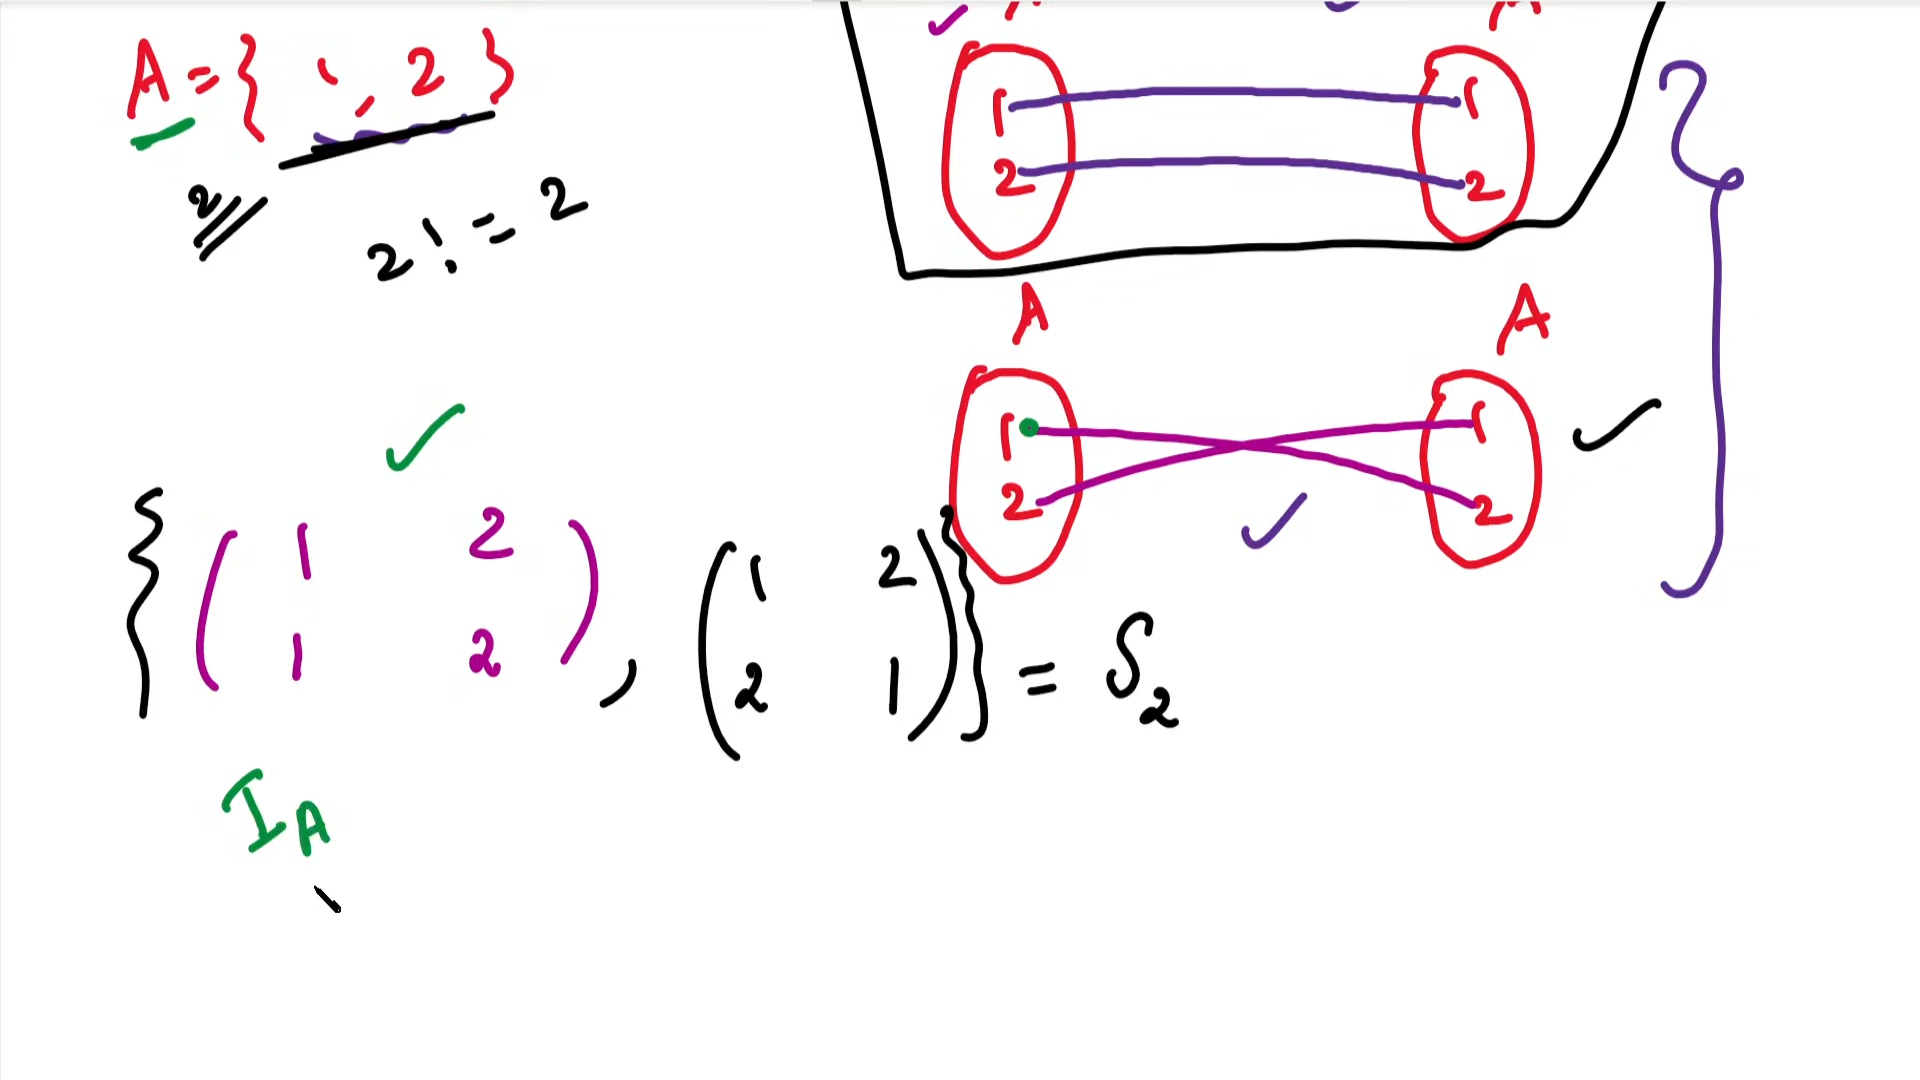 A = { 1, 2 }
2
2! = 2
1 1
2 2
A A
1 1
2 2
{ ( 1 2 ) , ( 1 2 ) } = S₂
( 1 2 ) ( 2 1 )
I_A